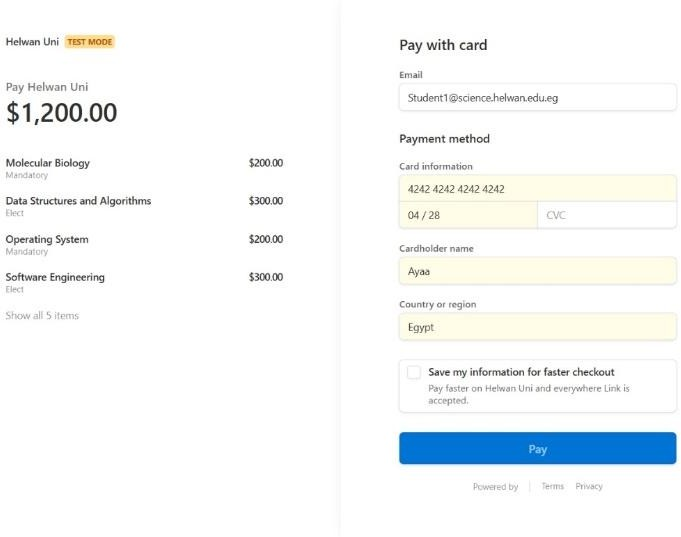 Helwan Uni TEST MODE
Pay Helwan Uni
$1,200.00
Molecular Biology $200.00
Mandatory
Data Structures and Algorithms $300.00
Elect
Operating System $200.00
Mandatory
Software Engineering $300.00
Elect
Show all 5 items
Pay with card
Email
Student1@science.helwan.edu.eg
Payment method
Card information
4242 4242 4242 4242
04 / 28 CVC
Cardholder name
Ayaa
Country or region
Egypt
Save my information for faster checkout
Pay faster on Helwan Uni and everywhere Link is
accepted.
Pay
Powered by Terms Privacy